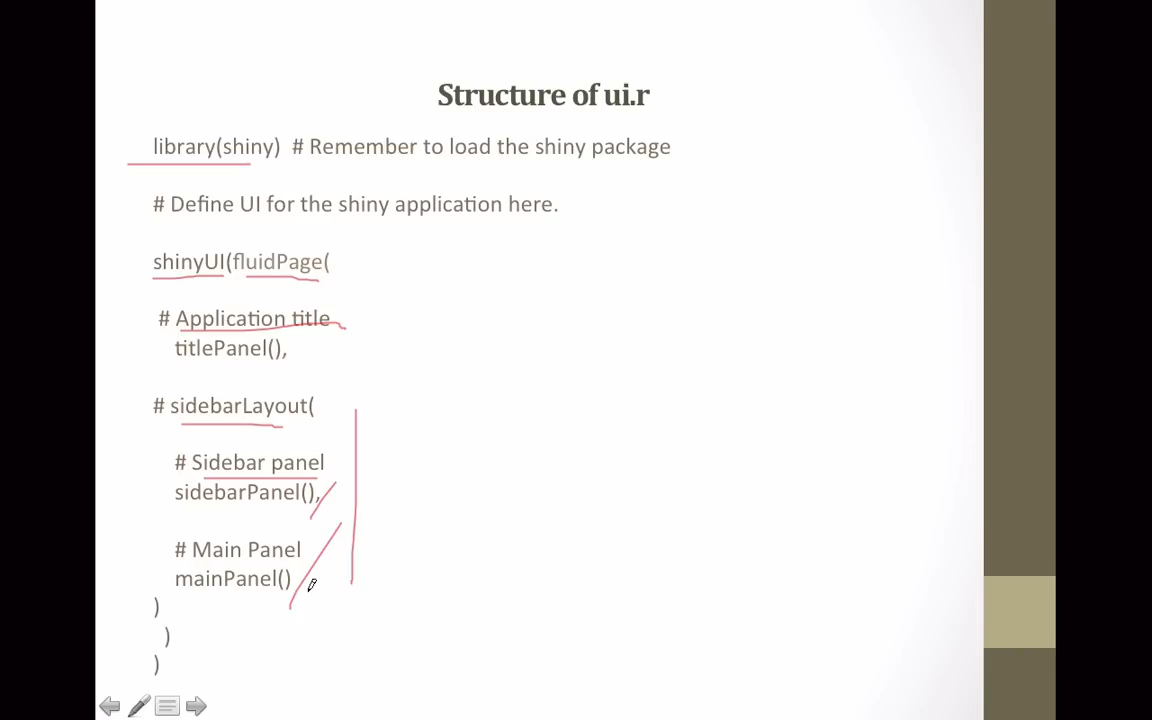 Structure of ui.r
library(shiny)  # Remember to load the shiny package
# Define UI for the shiny application here.
shinyUI(fluidPage(
# Application title
titlePanel(),
# sidebarLayout(
# Sidebar panel
sidebarPanel(),
# Main Panel
mainPanel()
)
)
)